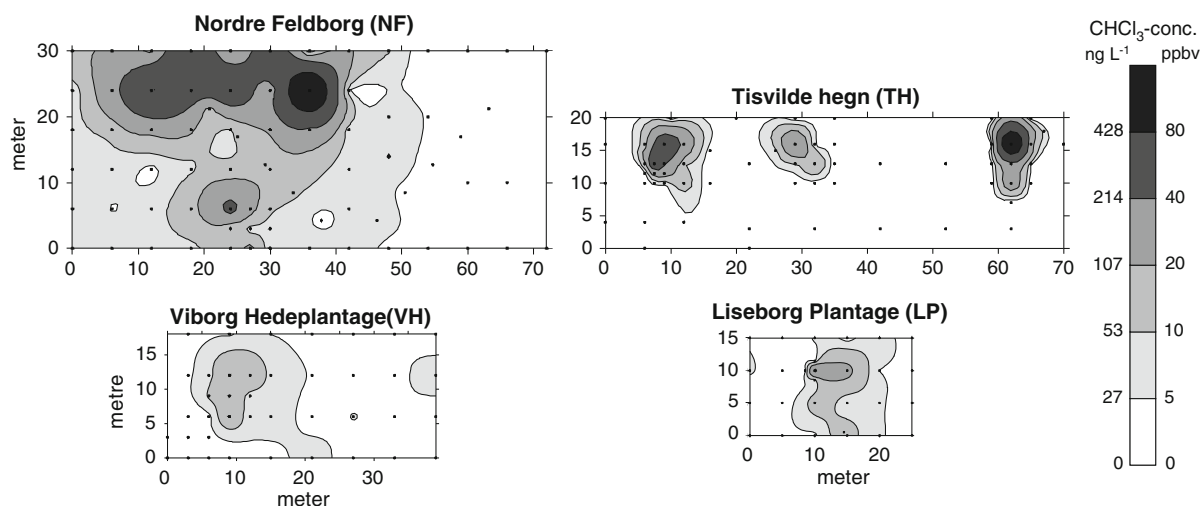 Nordre Feldborg (NF)
30
20
10
0
meter
0 10 20 30 40 50 60 70
Tisvilde hegn (TH)
20
15
10
5
0
0 10 20 30 40 50 60 70
Viborg Hedeplantage(VH)
15
10
5
0
metre
0 10 20 30
meter
Liseborg Plantage (LP)
15
10
5
0
0 10 20
meter
CHCl3-conc.
ng L-1 ppbv
428 80
214 40
107 20
53 10
27 5
0 0